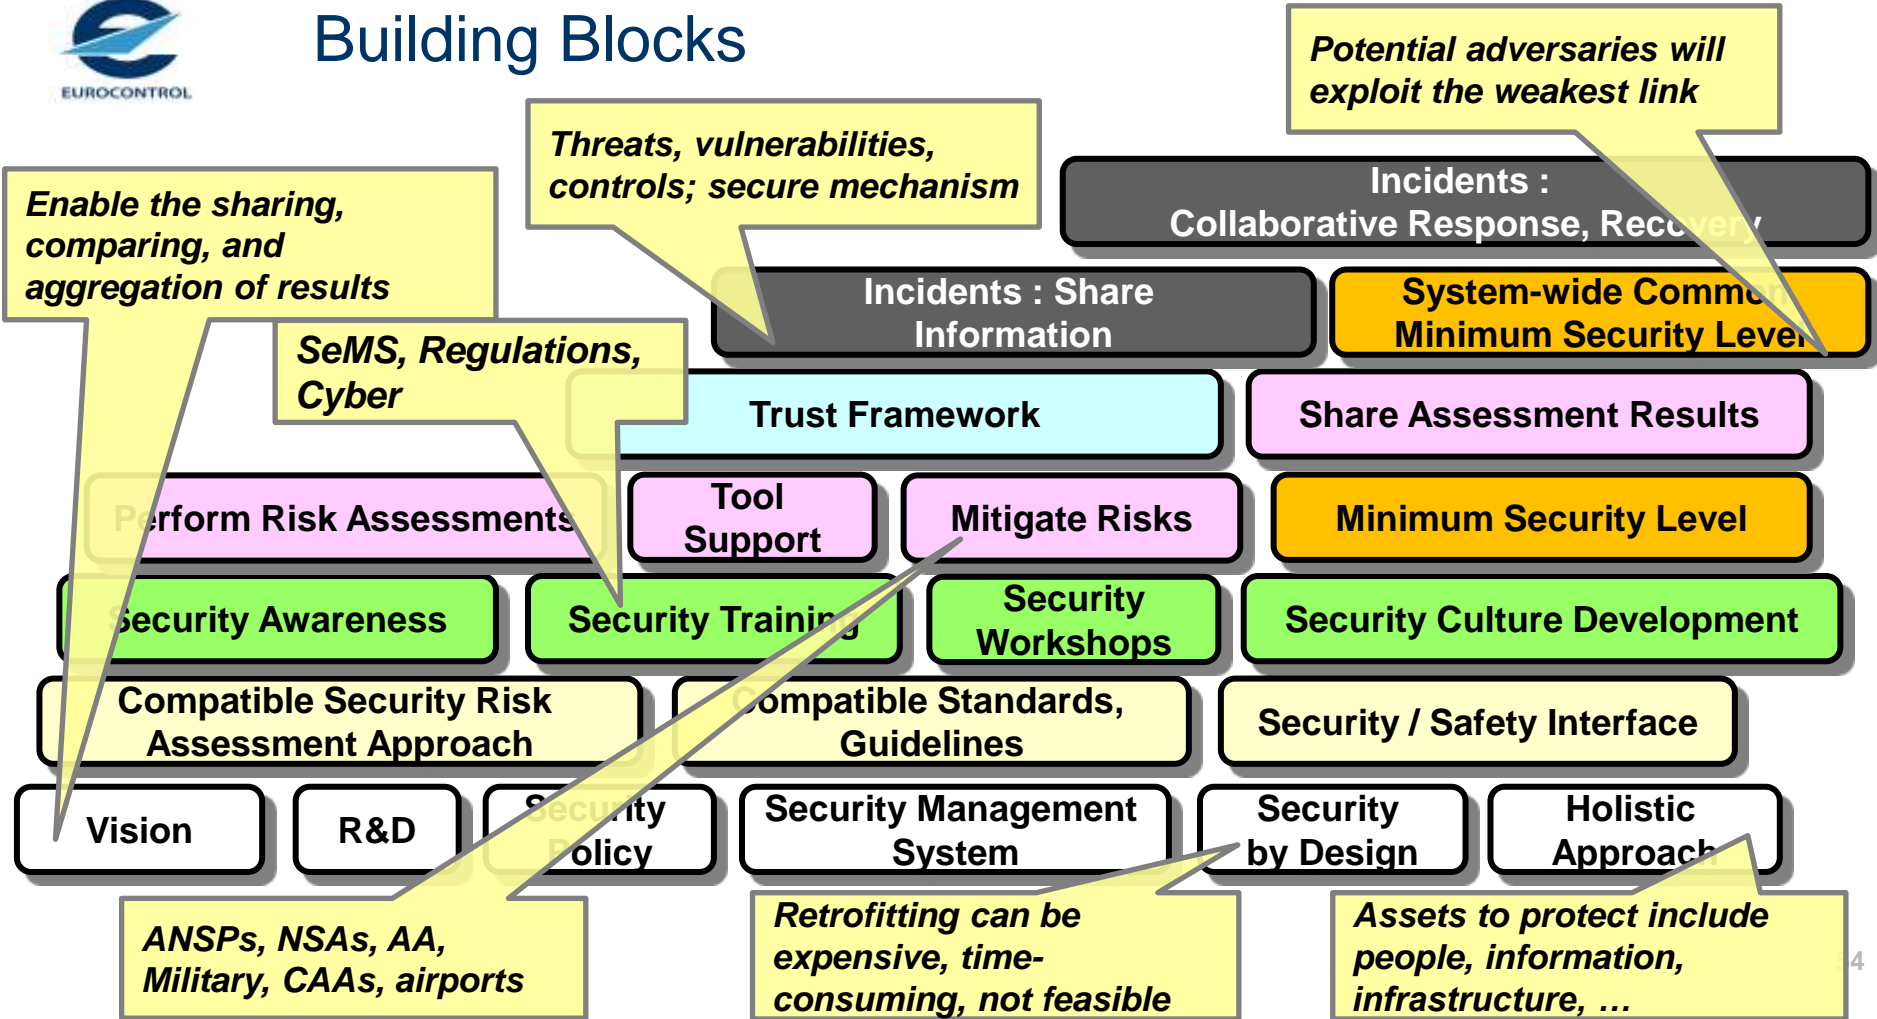 EUROCONTROL
Building Blocks
Potential adversaries will
exploit the weakest link
Threats, vulnerabilities,
controls; secure mechanism
Enable the sharing,
comparing, and
aggregation of results
SeMS, Regulations,
Cyber
Incidents :
Collaborative Response, Recovery
Incidents : Share
Information
System-wide Common
Minimum Security Level
Trust Framework
Share Assessment Results
Perform Risk Assessments
Tool
Support
Mitigate Risks
Minimum Security Level
Security Awareness
Security Training
Security
Workshops
Security Culture Development
Compatible Security Risk
Assessment Approach
Compatible Standards,
Guidelines
Security / Safety Interface
Vision
R&D
Security
Policy
Security Management
System
Security
by Design
Holistic
Approach
ANSPs, NSAs, AA,
Military, CAAs, airports
Retrofitting can be
expensive, time-
consuming, not feasible
Assets to protect include
people, information,
infrastructure, …